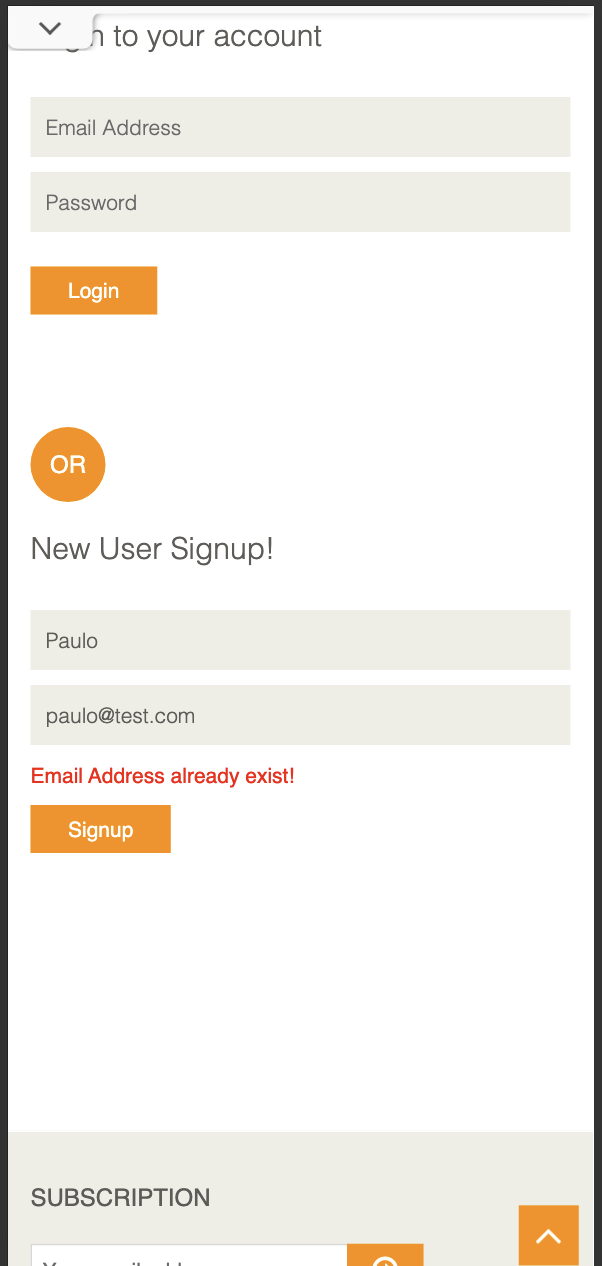 to your account
Email Address
Password
Login
OR
New User Signup!
Paulo
paulo@test.com
Email Address already exist!
Signup
SUBSCRIPTION